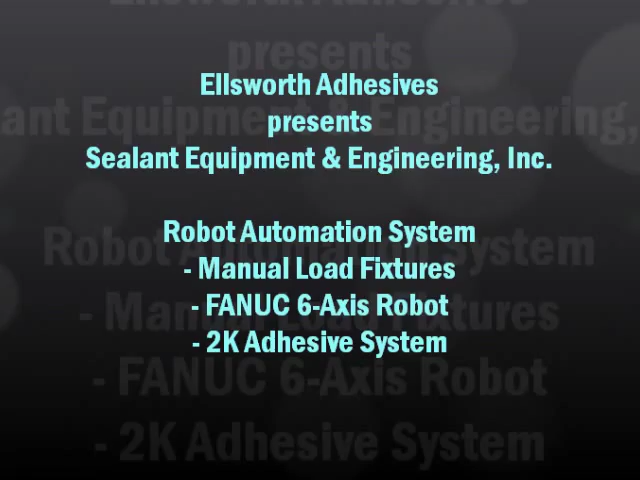 Ellsworth Adhesives
presents
Sealant Equipment & Engineering, Inc.
Robot Automation System
- Manual Load Fixtures
- FANUC 6-Axis Robot
- 2K Adhesive System